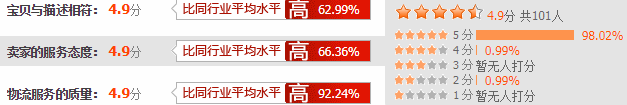 宝贝与描述相符： 4.9分 比同行业平均水平 高 62.99%
卖家的服务态度： 4.9分 比同行业平均水平 高 66.36%
物流服务的质量： 4.9分 比同行业平均水平 高 92.24%
4.9分 共101人
5分 98.02%
4分 0.99%
3分 暂无人打分
2分 0.99%
1分 暂无人打分